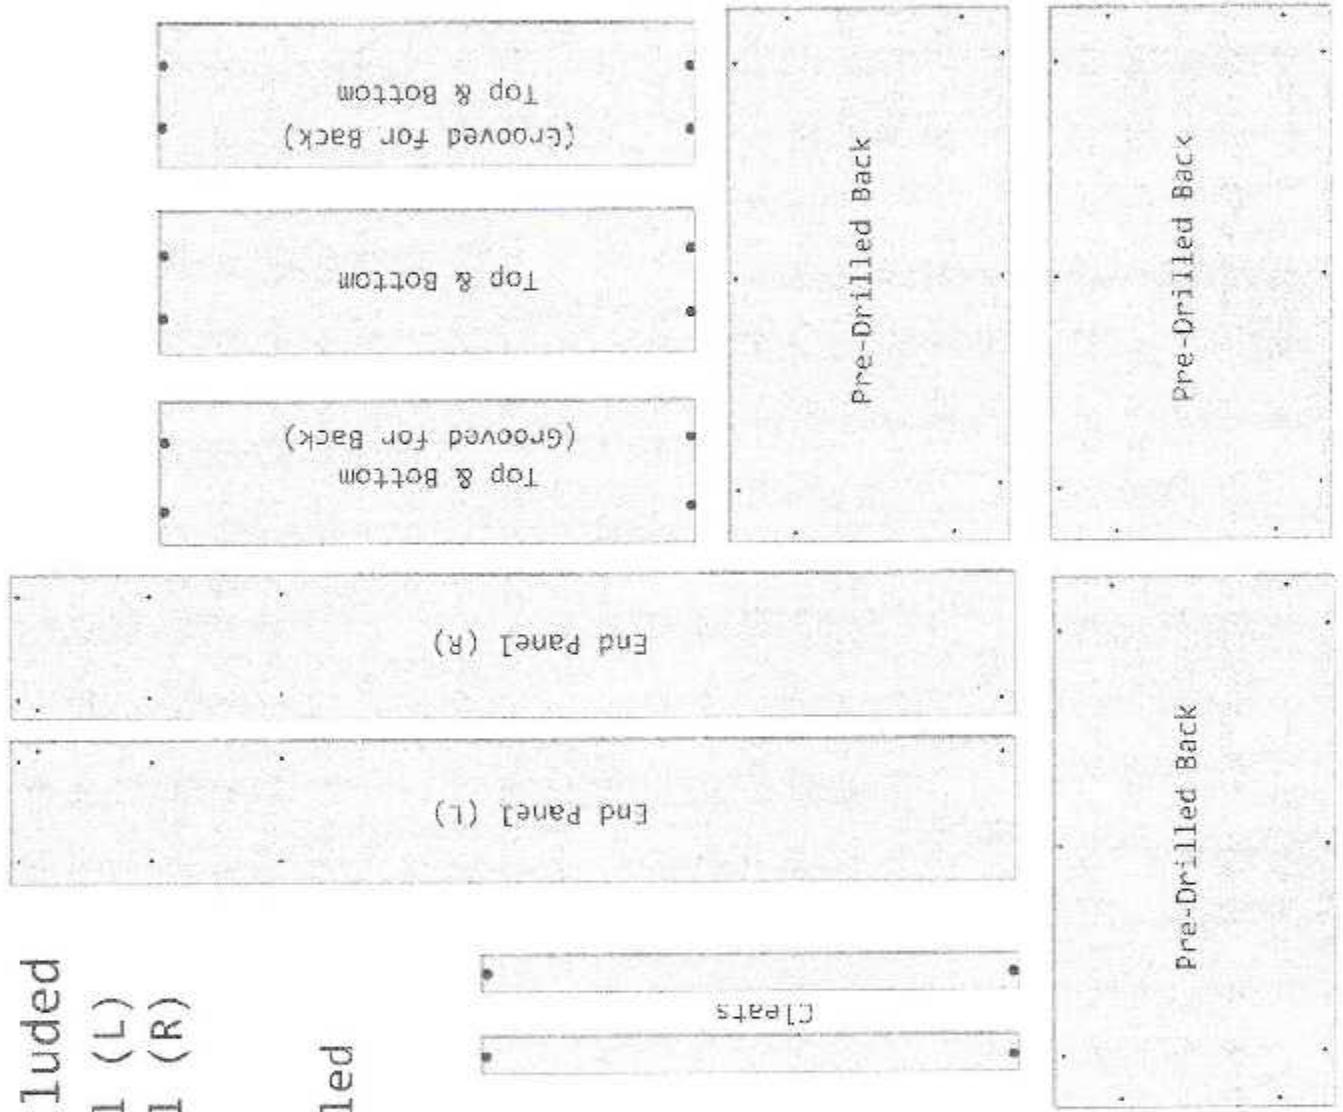 Top & Bottom
(Grooved for Back)
Top & Bottom
(Grooved for Back)
Top & Bottom
Pre-Drilled Back
Pre-Drilled Back
End Panel (R)
End Panel (L)
Pre-Drilled Back
Cleats
luded
l (L)
l (R)
led